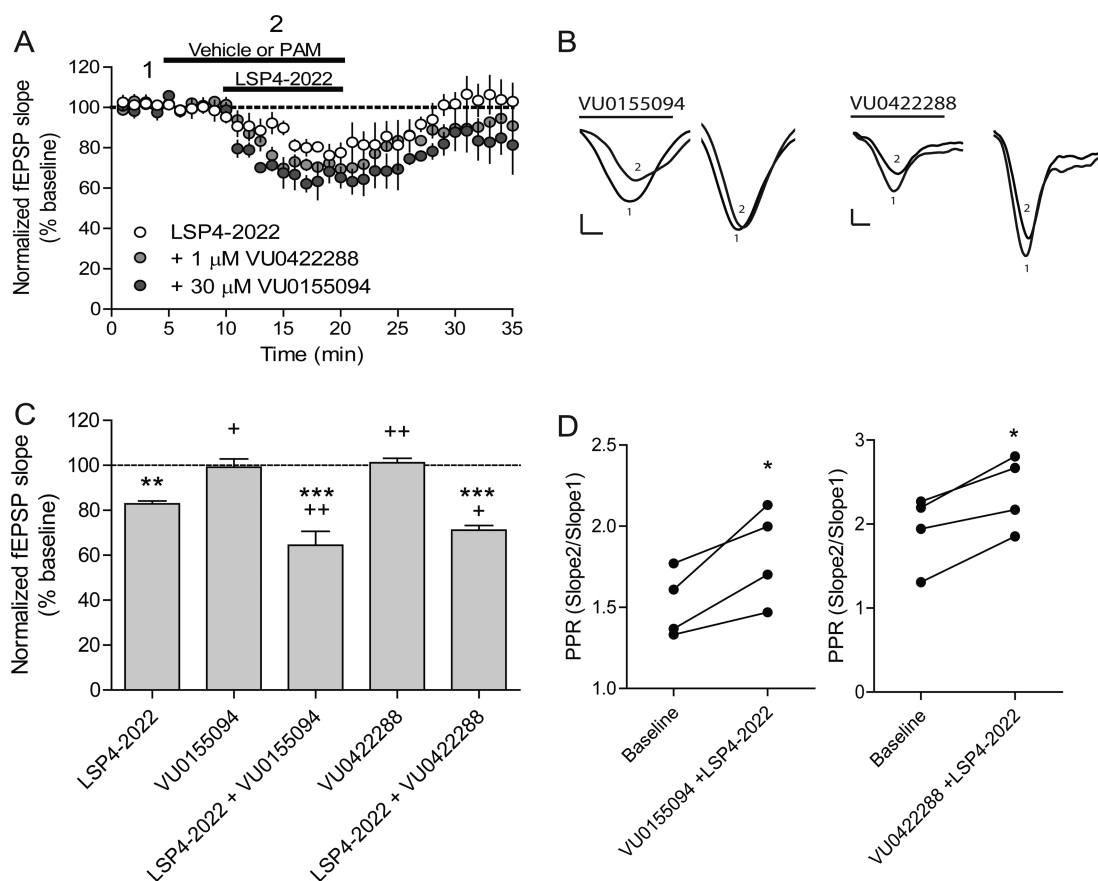 A
1
2
Vehicle or PAM
LSP4-2022
Normalized fEPSP slope
(% baseline)
120
100
80
60
40
20
0
LSP4-2022
+ 1 μM VU0422288
+ 30 μM VU0155094
0
5
10
15
20
25
30
35
Time (min)
B
VU0155094
2
1
2
1
VU0422288
2
1
2
1
C
Normalized fEPSP slope
(% baseline)
120
100
80
60
40
20
0
**
+
***
++
++
***
+
LSP4-2022
VU0155094
LSP4-2022 + VU0155094
VU0422288
LSP4-2022 + VU0422288
D
PPR (Slope2/Slope1)
2.5
2.0
1.5
1.0
*
Baseline
VU0155094 +LSP4-2022
PPR (Slope2/Slope1)
3
2
1
0
*
Baseline
VU0422288 +LSP4-2022